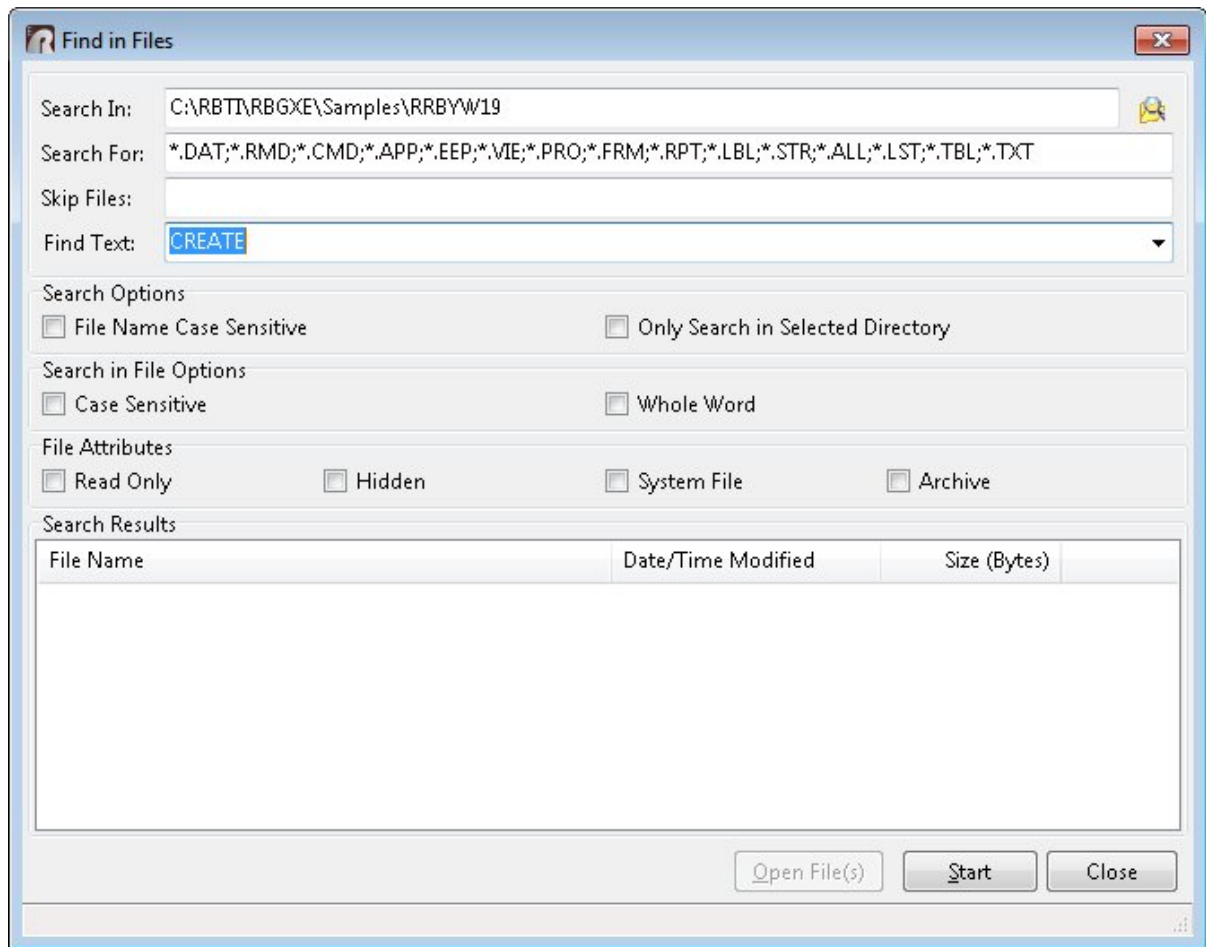 Find in Files
Search In: C:\RBTI\RBGXE\Samples\RRBYW19
Search For: *.DAT;*.RMD;*.CMD;*.APP;*.EEP;*.VIE;*.PRO;*.FRM;*.RPT;*.LBL;*.STR;*.ALL;*.LST;*.TBL;*.TXT
Skip Files:
Find Text: CREATE
Search Options
File Name Case Sensitive Only Search in Selected Directory
Search in File Options
Case Sensitive Whole Word
File Attributes
Read Only Hidden System File Archive
Search Results
File Name Date/Time Modified Size (Bytes)
Open File(s) Start Close